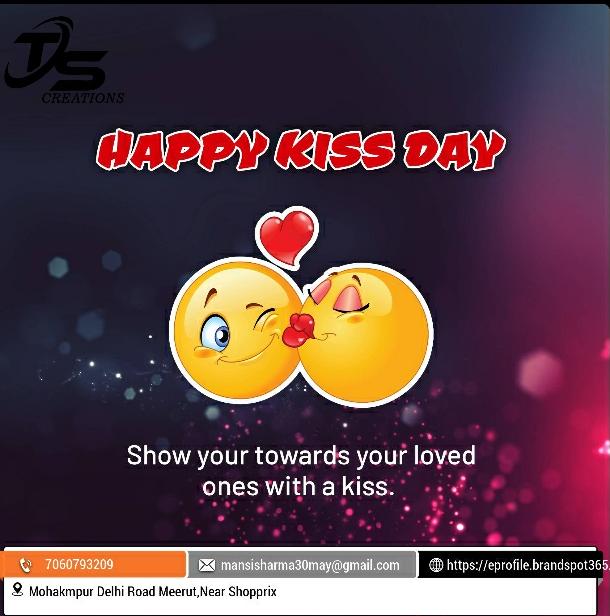 TS
CREATIONS
HAPPY KISS DAY
Show your towards your loved
ones with a kiss.
7060793209 mansisharma30may@gmail.com https://eprofile.brandspot365.
Mohakmpur Delhi Road Meerut,Near Shopprix